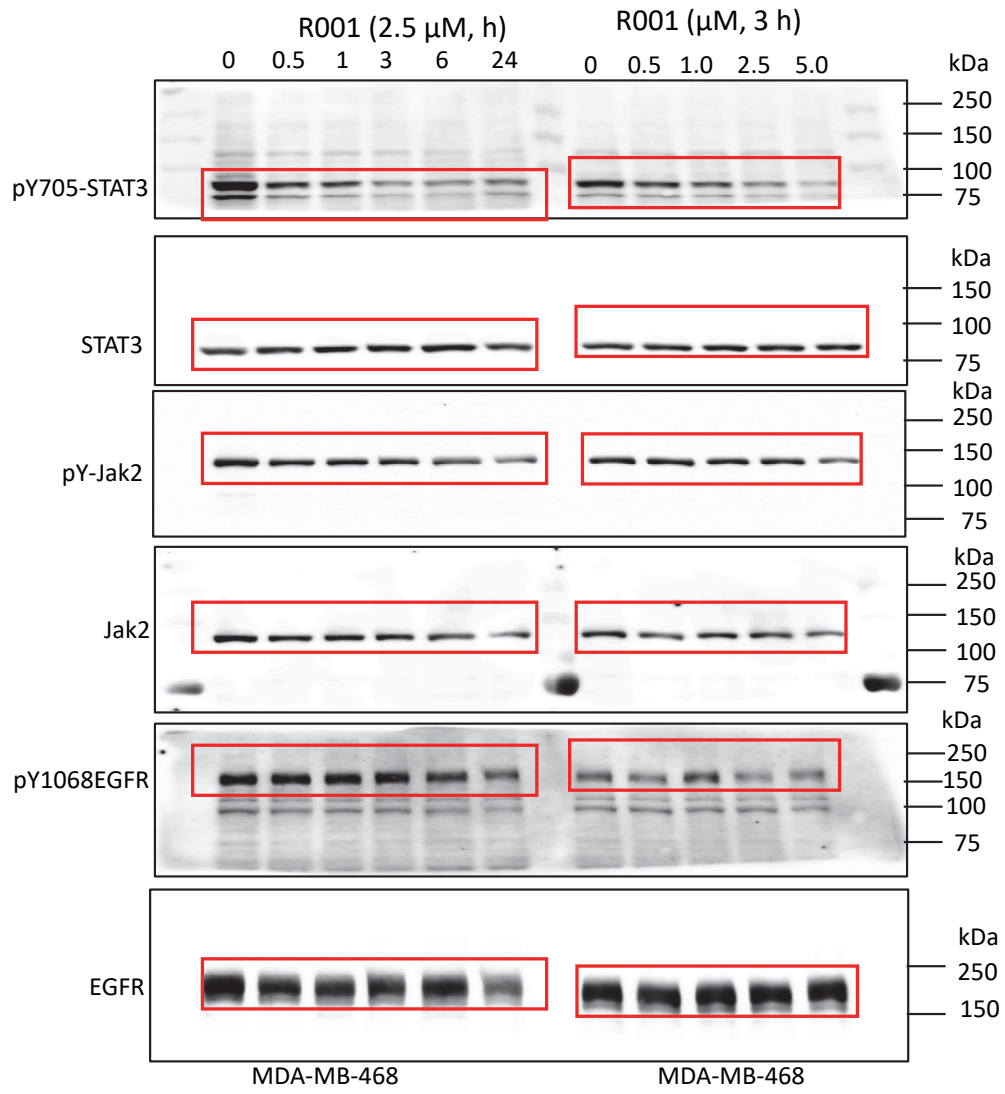 R001 (2.5 µM, h)
R001 (µM, 3 h)
0 0.5 1 3 6 24
0 0.5 1.0 2.5 5.0
kDa
250
150
100
75
pY705-STAT3
kDa
150
100
75
STAT3
kDa
250
150
100
75
pY-Jak2
kDa
250
150
100
75
Jak2
kDa
250
150
100
75
pY1068EGFR
kDa
250
150
EGFR
MDA-MB-468
MDA-MB-468